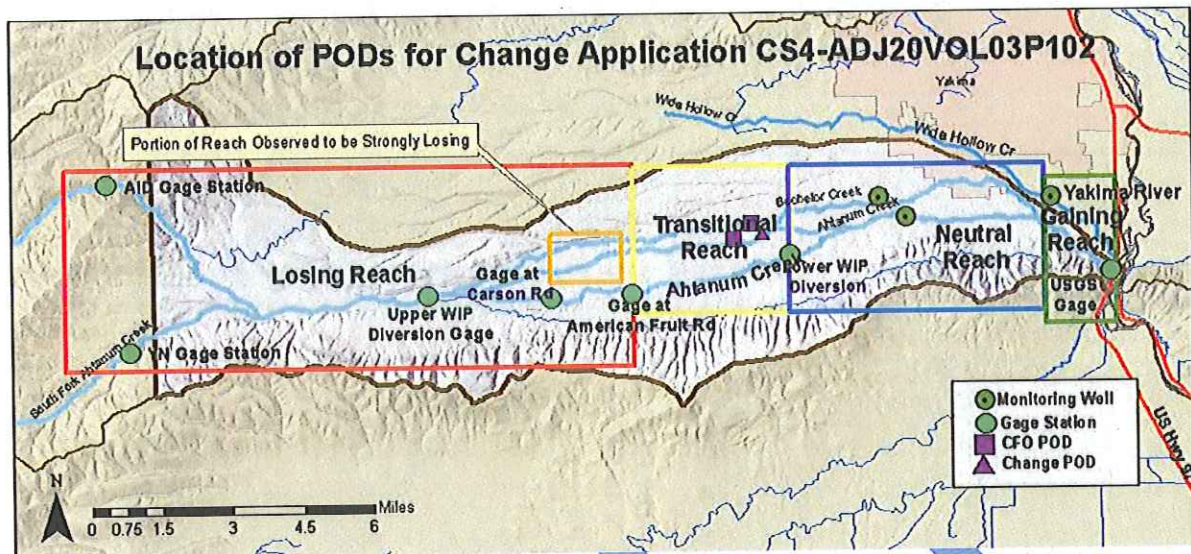 Location of PODs for Change Application CS4-ADJ20VOL03P102
Yakima
Wide Hollow Cr
Wide Hollow Cr
Portion of Reach Observed to be Strongly Losing
AID Gage Station
Yakima River
Bachelor Creek
Ahtanum Creek
Gaining
Reach
Transitional
Reach
Neutral
Reach
Losing Reach
Gage at
Carson Rd
Ahtanum Cre
Power WIP
Diversion
USGS
Gage
Upper WIP
Diversion Gage
Gage at
American Fruit Rd
YN Gage Station
South Fork Ahtanum Creek
Monitoring Well
Gage Station
CFO POD
Change POD
US Hwy 97
N
Miles
0 0.75 1.5 3 4.5 6